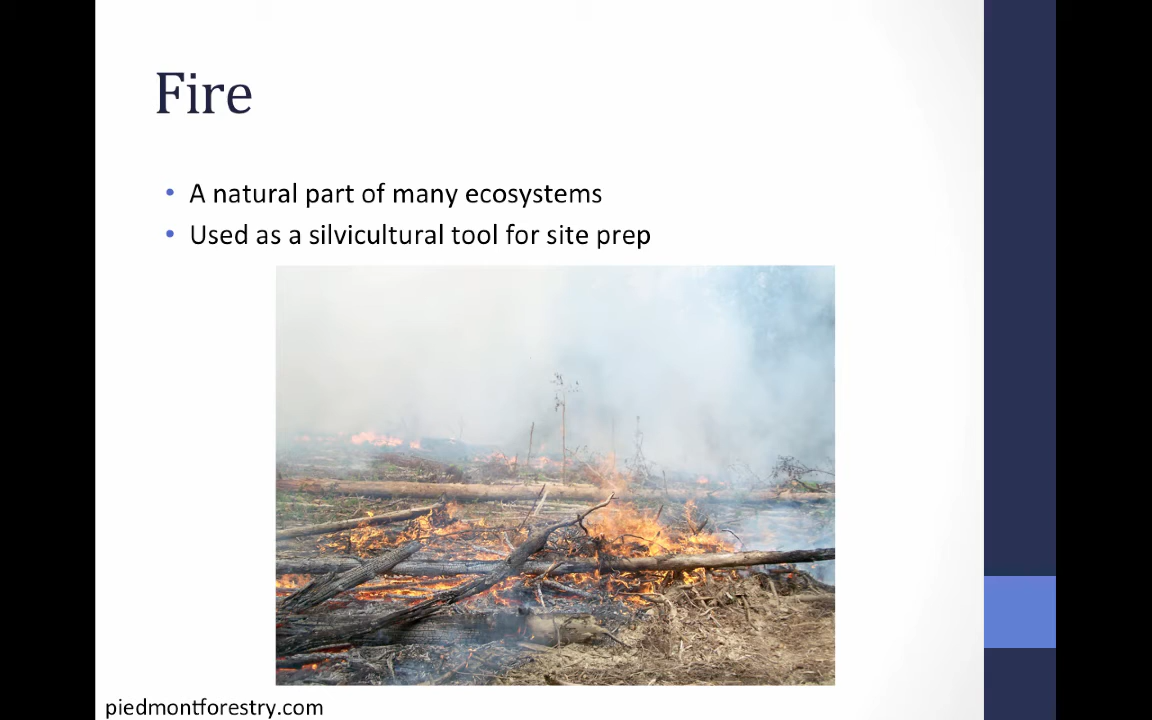 Fire
• A natural part of many ecosystems
• Used as a silvicultural tool for site prep
piedmontforestry.com